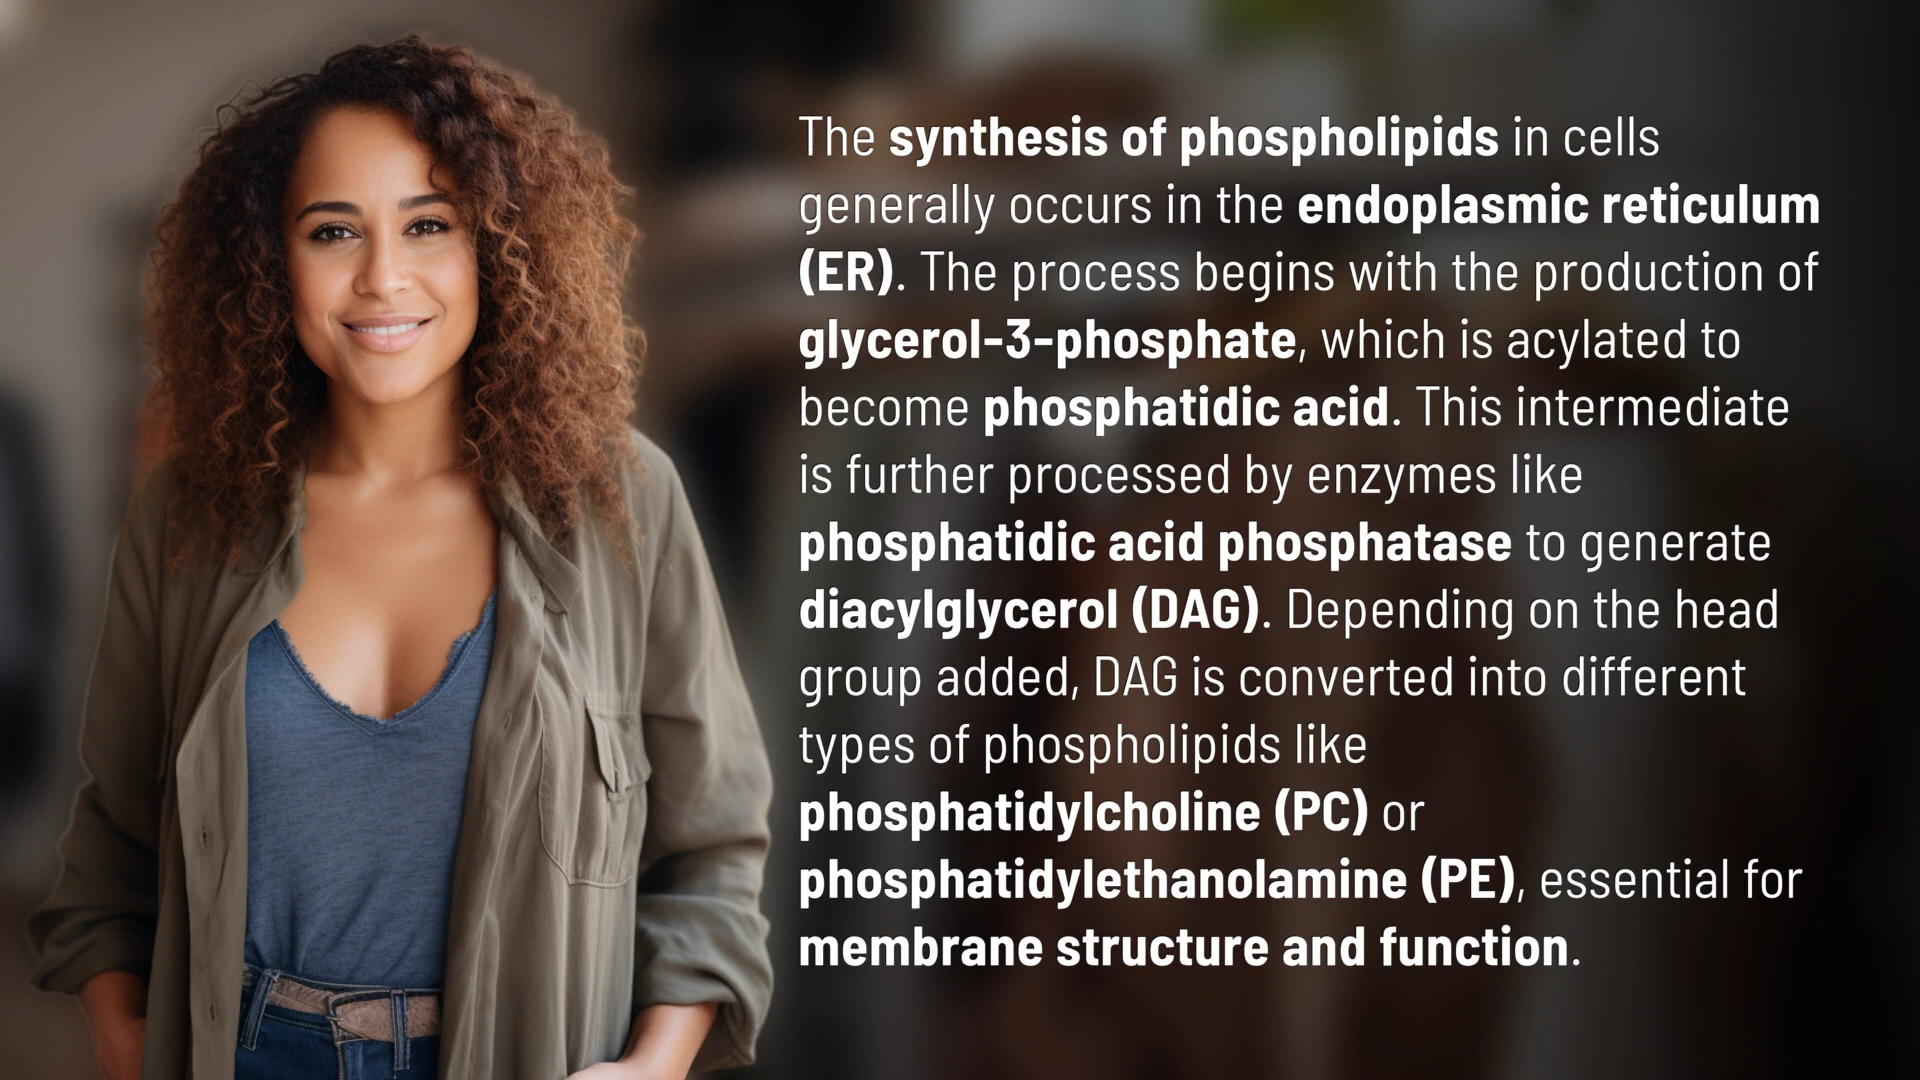 The synthesis of phospholipids in cells
generally occurs in the endoplasmic reticulum
(ER). The process begins with the production of
glycerol-3-phosphate, which is acylated to
become phosphatidic acid. This intermediate
is further processed by enzymes like
phosphatidic acid phosphatase to generate
diacylglycerol (DAG). Depending on the head
group added, DAG is converted into different
types of phospholipids like
phosphatidylcholine (PC) or
phosphatidylethanolamine (PE), essential for
membrane structure and function.